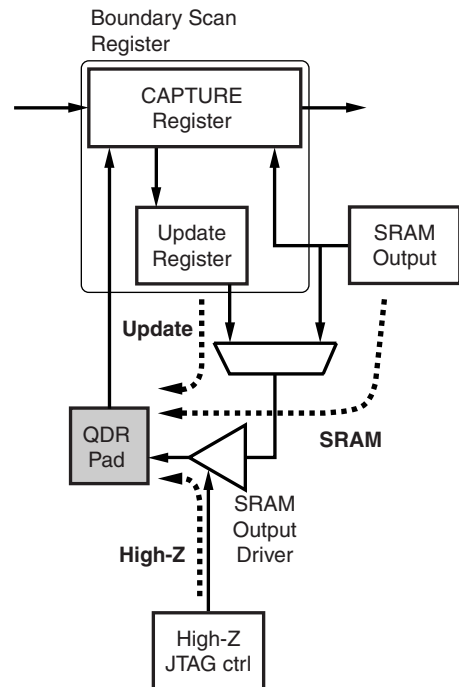 Boundary Scan
Register
CAPTURE
Register
Update
Register
SRAM
Output
Update
SRAM
QDR
Pad
SRAM
Output
Driver
High-Z
High-Z
JTAG ctrl